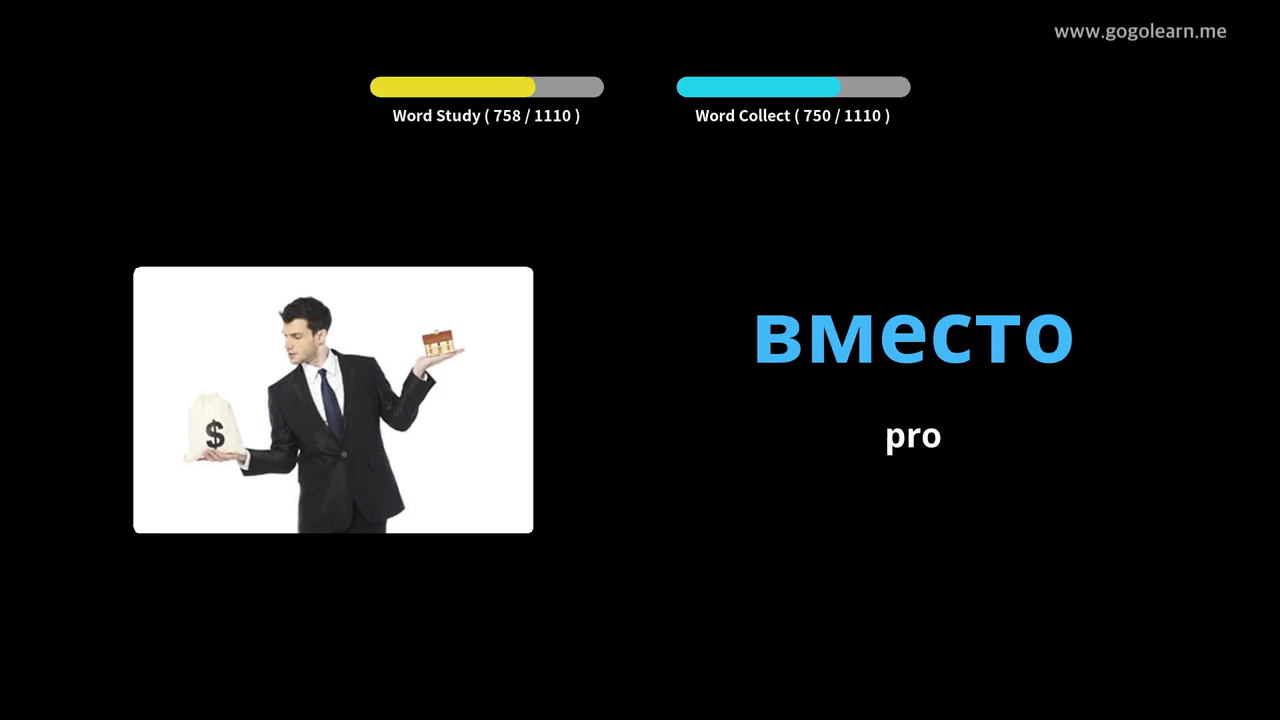 www.gogolearn.me
Word Study ( 758 / 1110 )
Word Collect ( 750 / 1110 )
$
вместо
pro